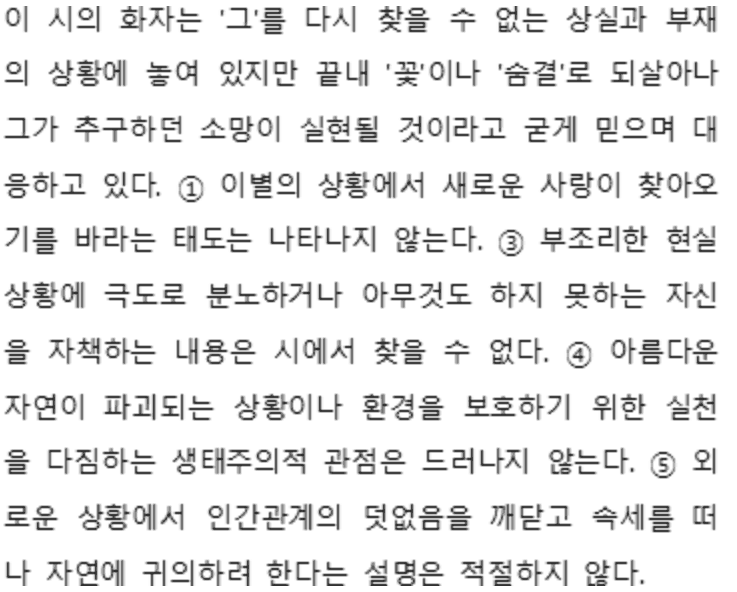 이 시의 화자는 '그'를 다시 찾을 수 없는 상실과 부재
의 상황에 놓여 있지만 끝내 '꽃'이나 '숨결'로 되살아나
그가 추구하던 소망이 실현될 것이라고 굳게 믿으며 대
응하고 있다. ① 이별의 상황에서 새로운 사랑이 찾아오
기를 바라는 태도는 나타나지 않는다. ③ 부조리한 현실
상황에 극도로 분노하거나 아무것도 하지 못하는 자신
을 자책하는 내용은 시에서 찾을 수 없다. ④ 아름다운
자연이 파괴되는 상황이나 환경을 보호하기 위한 실천
을 다짐하는 생태주의적 관점은 드러나지 않는다. ⑤ 외
로운 상황에서 인간관계의 덧없음을 깨닫고 속세를 떠
나 자연에 귀의하려 한다는 설명은 적절하지 않다.